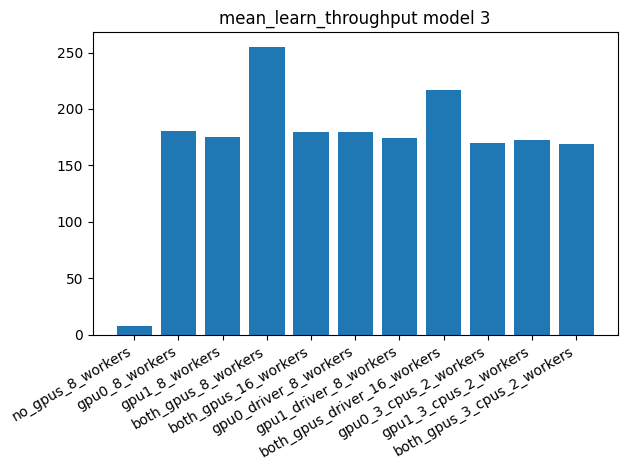 mean_learn_throughput model 3
250
200
150
100
50
0
no_gpus_8_workers
gpu0_8_workers
gpu1_8_workers
both_gpus_8_workers
both_gpus_16_workers
gpu0_driver_8_workers
gpu1_driver_8_workers
both_gpus_driver_16_workers
gpu0_3_cpus_2_workers
gpu1_3_cpus_2_workers
both_gpus_3_cpus_2_workers